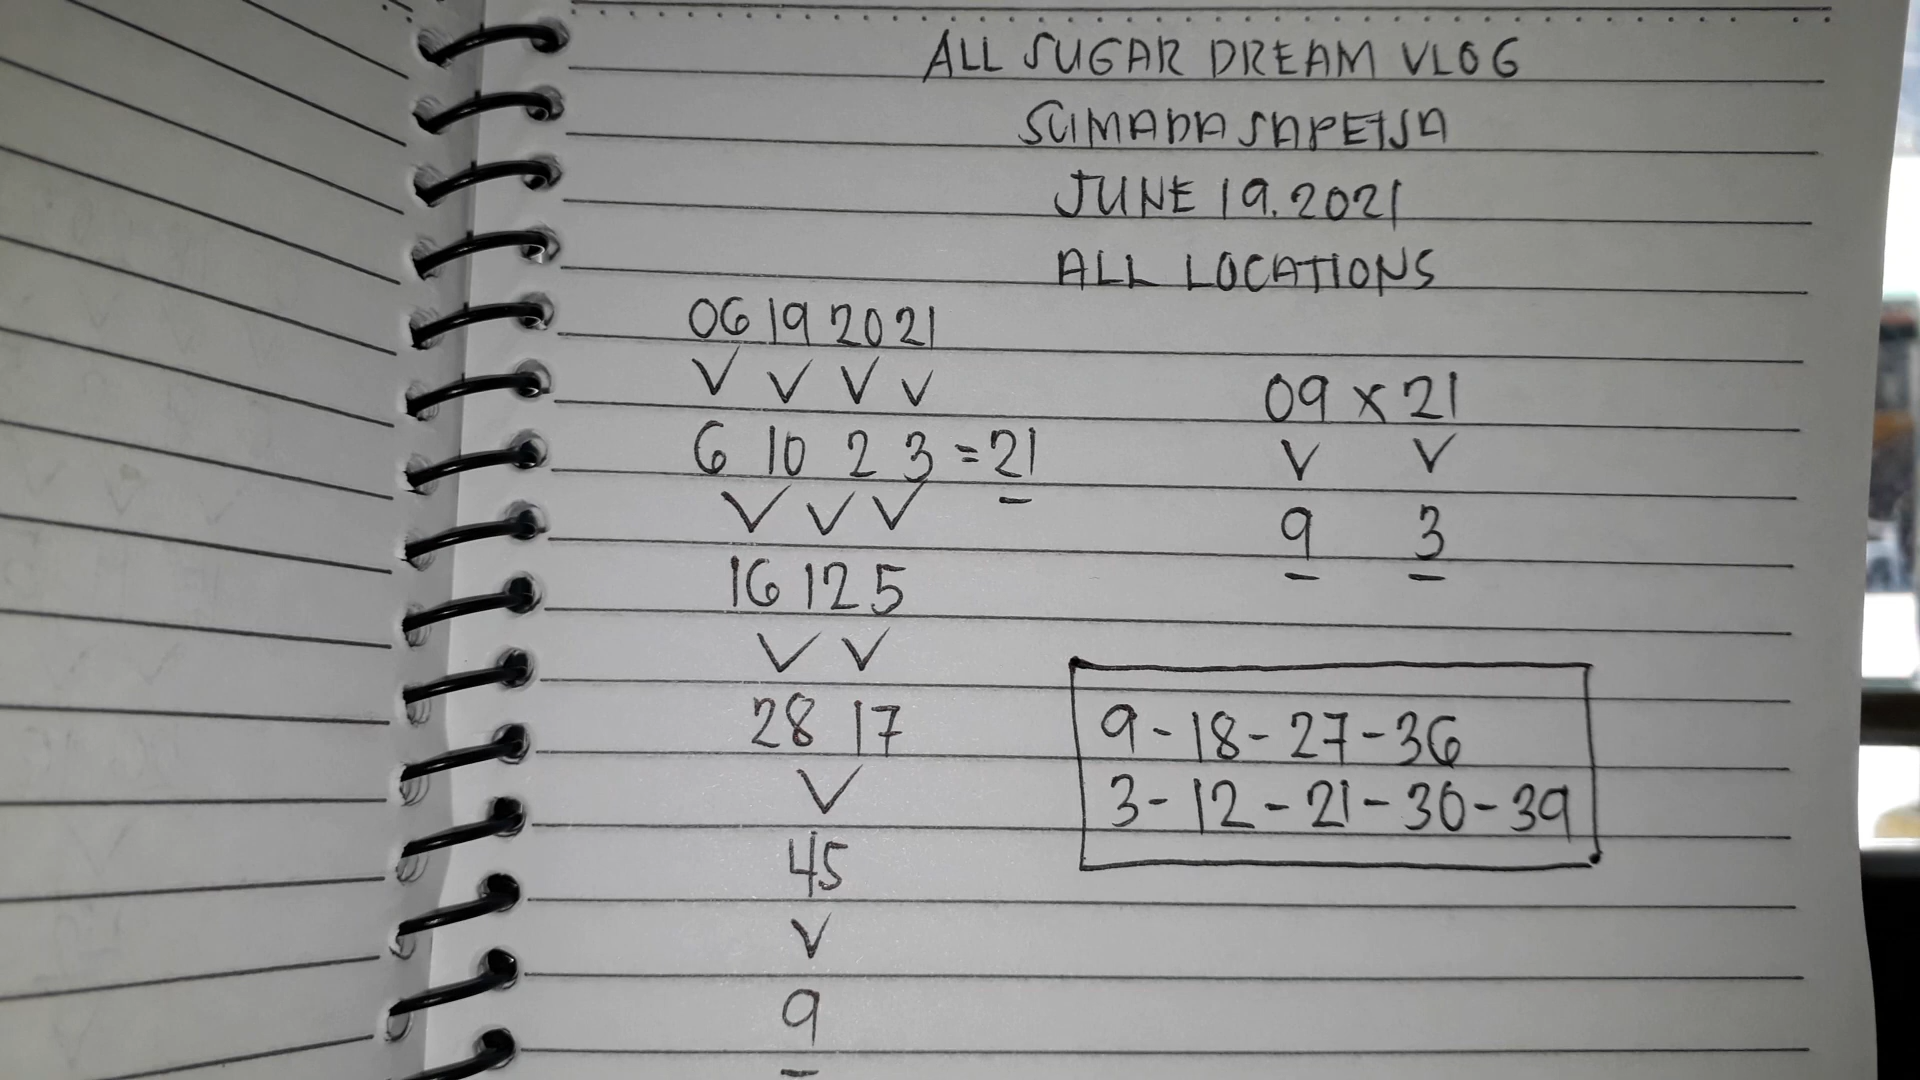 ALL SUGAR DREAM VLOG
SUMADA SAPETSA
JUNE 19.2021
ALL LOCATIONS
06 19 20 21
6 10 2 3 = 21
16 12 5
28 17
45
9
09 x 21
9 3
9 - 18 - 27 - 36
3 - 12 - 21 - 30 - 39